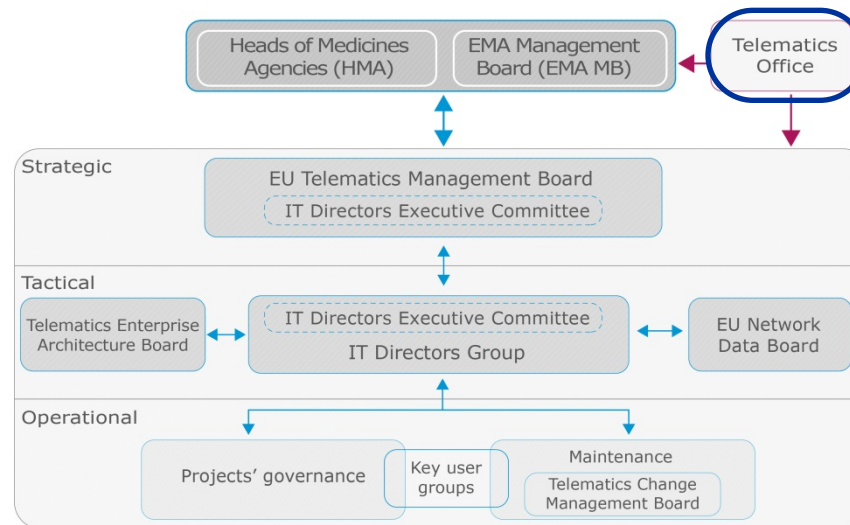 Heads of Medicines
Agencies (HMA)
EMA Management
Board (EMA MB)
Telematics
Office
Strategic
EU Telematics Management Board
IT Directors Executive Committee
Tactical
Telematics Enterprise
Architecture Board
IT Directors Executive Committee
IT Directors Group
EU Network
Data Board
Operational
Projects’ governance
Key user
groups
Maintenance
Telematics Change
Management Board